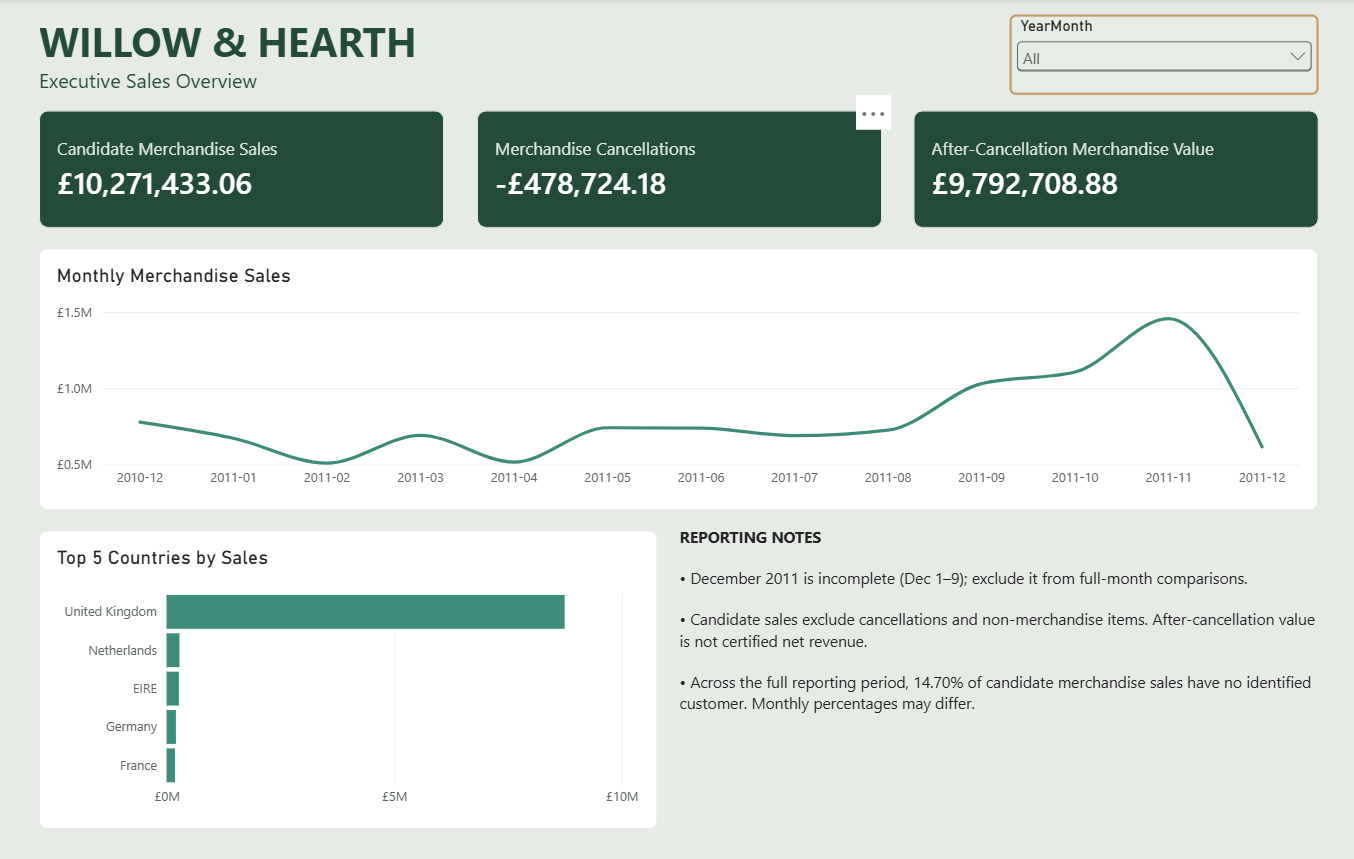 WILLOW & HEARTH
Executive Sales Overview
YearMonth
All
Candidate Merchandise Sales
£10,271,433.06
Merchandise Cancellations
-£478,724.18
After-Cancellation Merchandise Value
£9,792,708.88
Monthly Merchandise Sales
£1.5M
£1.0M
£0.5M
2010-12 2011-01 2011-02 2011-03 2011-04 2011-05 2011-06 2011-07 2011-08 2011-09 2011-10 2011-11 2011-12
Top 5 Countries by Sales
United Kingdom
Netherlands
EIRE
Germany
France
£0M £5M £10M
REPORTING NOTES
• December 2011 is incomplete (Dec 1–9); exclude it from full-month comparisons.
• Candidate sales exclude cancellations and non-merchandise items. After-cancellation value
is not certified net revenue.
• Across the full reporting period, 14.70% of candidate merchandise sales have no identified
customer. Monthly percentages may differ.